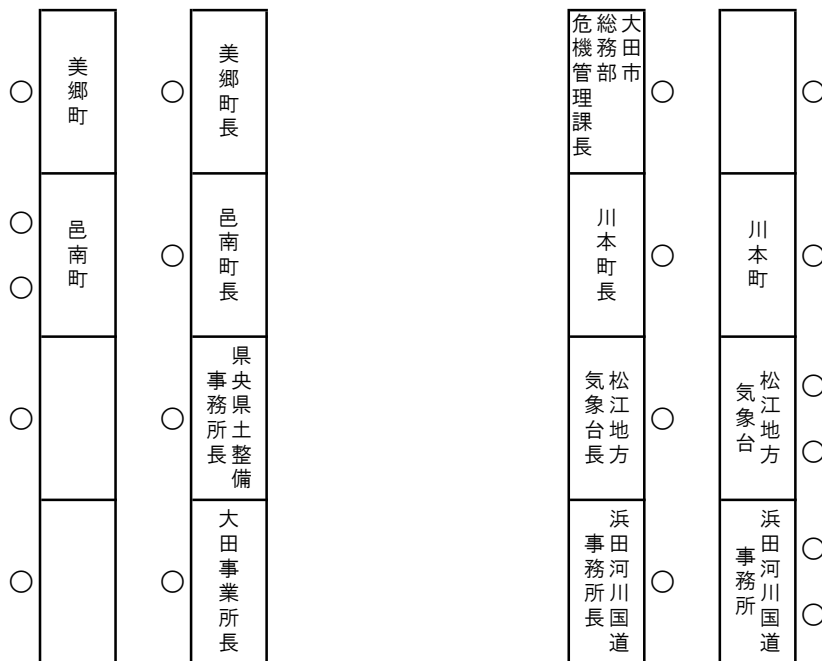 美郷町
美郷町長
大田市
総務部
危機管理課長
邑南町
邑南町長
川本町長
川本町
県央県土整備
事務所長
松江地方
気象台長
松江地方
気象台
大田事業所長
浜田河川国道
事務所長
浜田河川国道
事務所